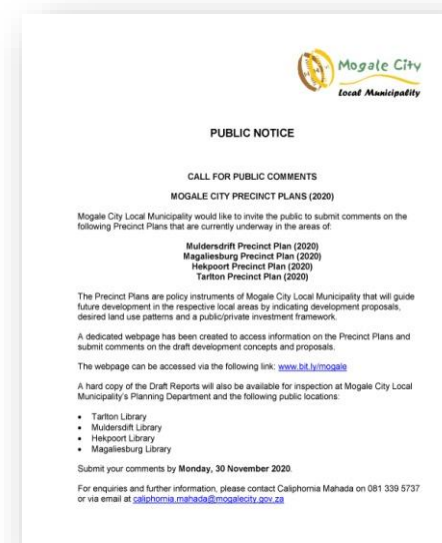 Mogale City
Local Municipality
PUBLIC NOTICE
CALL FOR PUBLIC COMMENTS
MOGALE CITY PRECINCT PLANS (2020)
Mogale City Local Municipality would like to invite the public to submit comments on the
following Precinct Plans that are currently underway in the areas of:
Muldersdrift Precinct Plan (2020)
Magaliesburg Precinct Plan (2020)
Hekpoort Precinct Plan (2020)
Tarlton Precinct Plan (2020)
The Precinct Plans are policy instruments of Mogale City Local Municipality that will guide
future development in the respective local areas by indicating development proposals,
desired land use patterns and a public/private investment framework.
A dedicated webpage has been created to access information on the Precinct Plans and
submit comments on the draft development concepts and proposals.
The webpage can be accessed via the following link: www.bit.ly/mogale
A hard copy of the Draft Reports will also be available for inspection at Mogale City Local
Municipality's Planning Department and the following public locations:
• Tarlton Library
• Muldersdift Library
• Hekpoort Library
• Magaliesburg Library
Submit your comments by Monday, 30 November 2020.
For enquiries and further information, please contact Caliphornia Mahada on 081 339 5737
or via email at caliphornia.mahada@mogalecity.gov.za